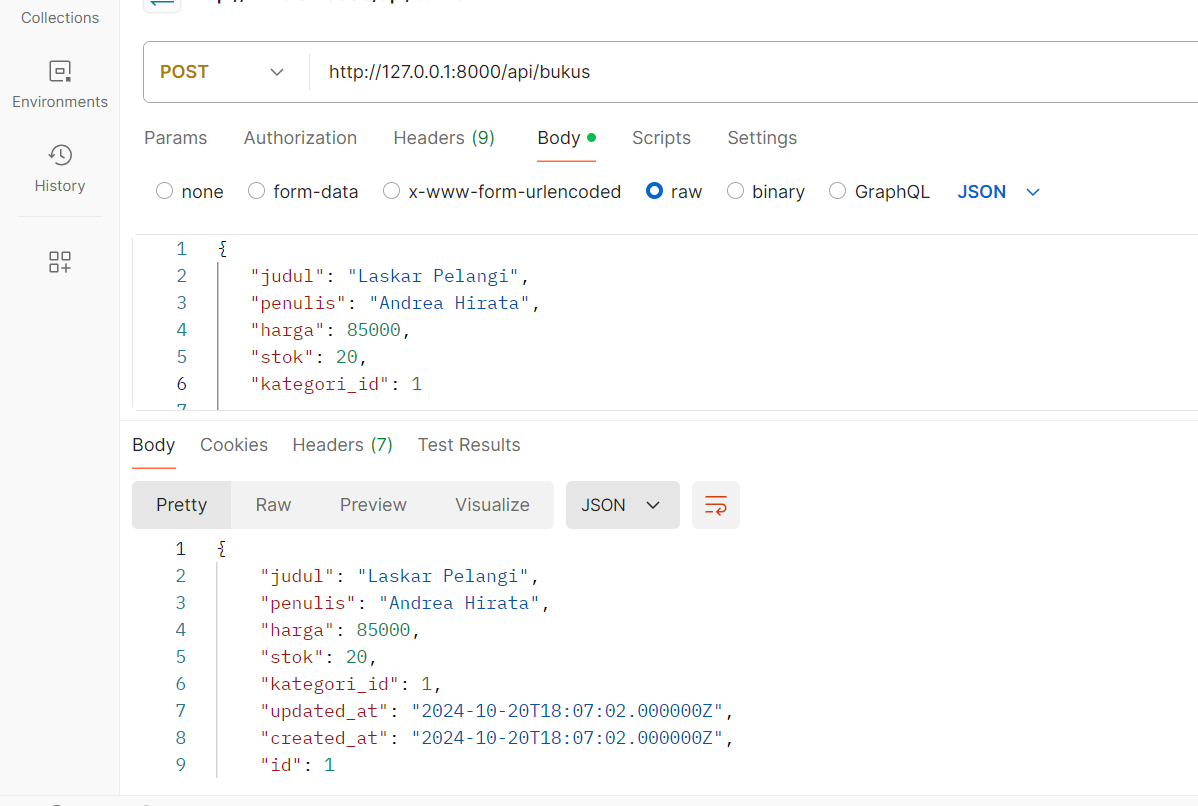 Collections
POST http://127.0.0.1:8000/api/bukus
Environments
Params Authorization Headers (9) Body Scripts Settings
History
none form-data x-www-form-urlencoded raw binary GraphQL JSON
1 {
2 "judul": "Laskar Pelangi",
3 "penulis": "Andrea Hirata",
4 "harga": 85000,
5 "stok": 20,
6 "kategori_id": 1
7
Body Cookies Headers (7) Test Results
Pretty Raw Preview Visualize JSON
1 {
2 "judul": "Laskar Pelangi",
3 "penulis": "Andrea Hirata",
4 "harga": 85000,
5 "stok": 20,
6 "kategori_id": 1,
7 "updated_at": "2024-10-20T18:07:02.000000Z",
8 "created_at": "2024-10-20T18:07:02.000000Z",
9 "id": 1